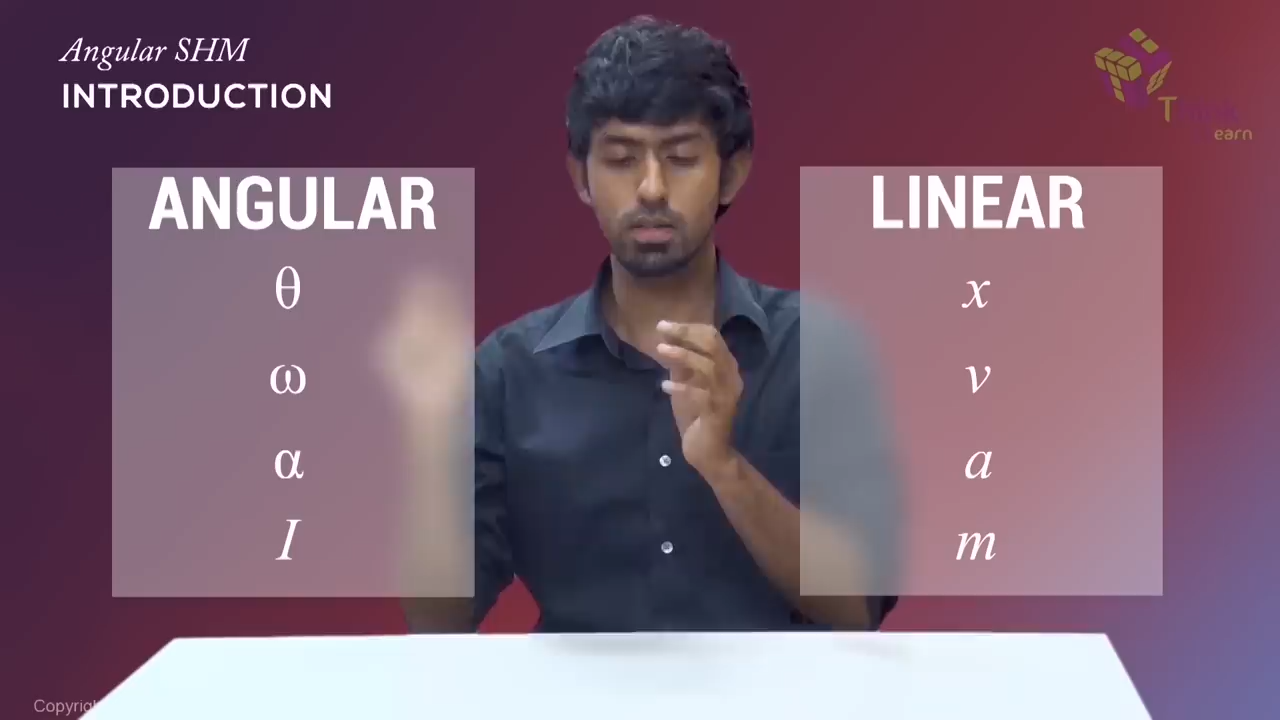 Angular SHM
INTRODUCTION
ANGULAR
θ
ω
α
I
LINEAR
x
v
a
m